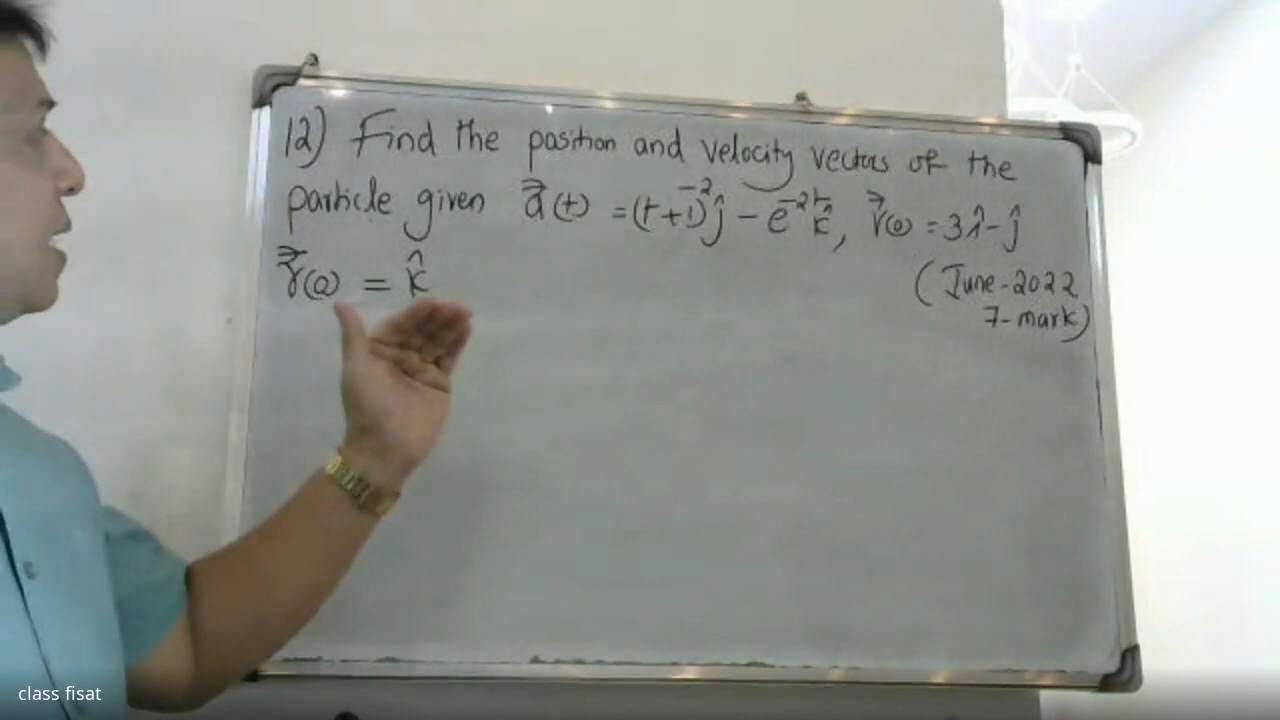 12) Find the position and velocity vectors of the
particle given a⃗(t) = (t+1)⁻² ĵ − e⁻²ᵗ k̂, v⃗(0) = 3î − ĵ
r⃗(0) = k̂
(June-2022
7-mark)
class fisat